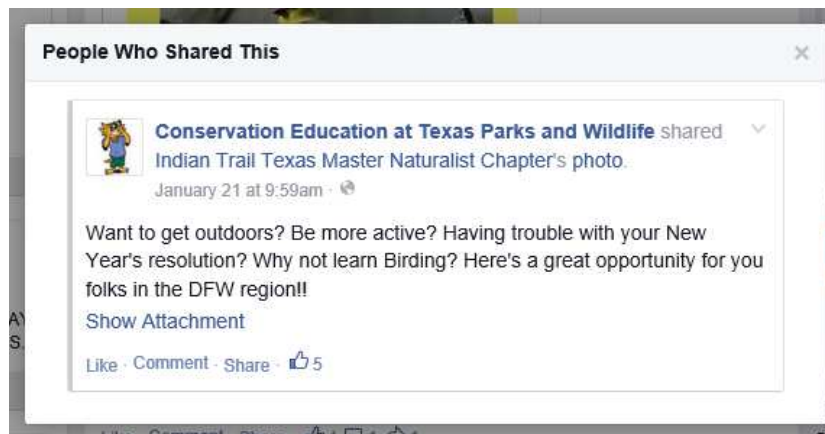 People Who Shared This
Conservation Education at Texas Parks and Wildlife shared
Indian Trail Texas Master Naturalist Chapter's photo.
January 21 at 9:59am ·
Want to get outdoors? Be more active? Having trouble with your New
Year's resolution? Why not learn Birding? Here's a great opportunity for you
folks in the DFW region!!
Show Attachment
Like · Comment · Share · 5